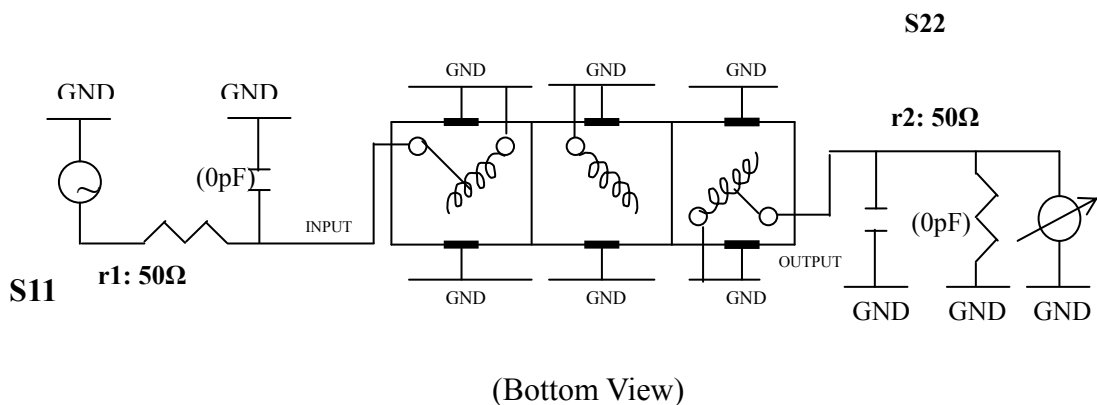 S22
GND
GND
GND
GND
GND
r2: 50Ω
(0pF)
INPUT
(0pF)
r1: 50Ω
OUTPUT
S11
GND
GND
GND
GND
GND
GND
(Bottom View)